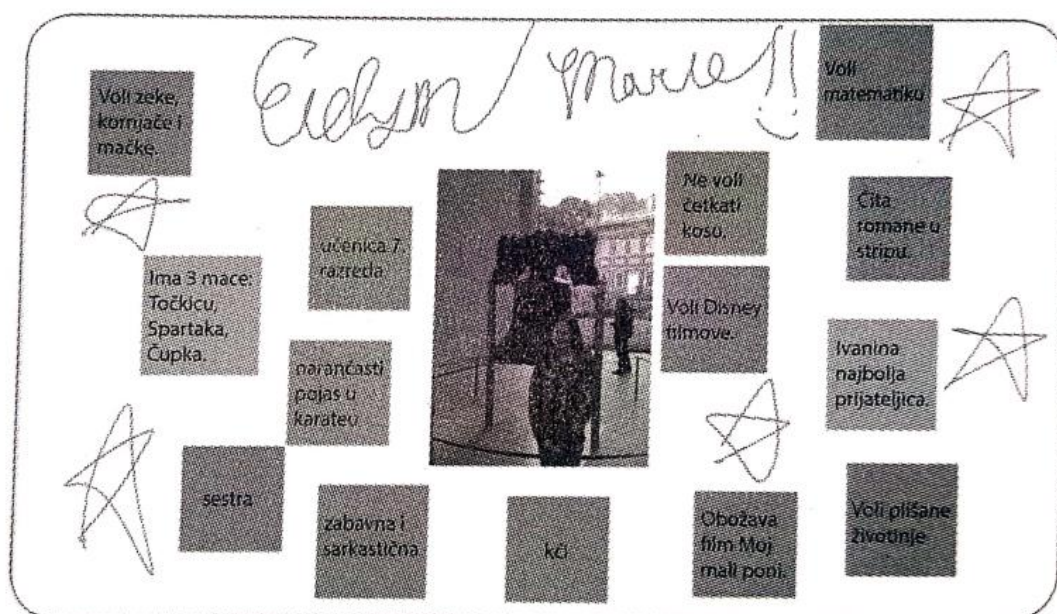 Marie!! :)
Voli zeke,
kornjače i
mačke.
Voli
matematiku
Ne voli
četkati
kosu.
Čita
romane u
stripu.
učenica 7.
razreda
Ima 3 mace:
Točkicu,
Spartaka,
Čupka.
Voli Disney
filmove.
Ivanina
najbolja
prijateljica.
narančasti
pojas u
karateu
sestra
zabavna i
sarkastična
kći
Obožava
film Moj
mali poni.
Voli plišane
životinje